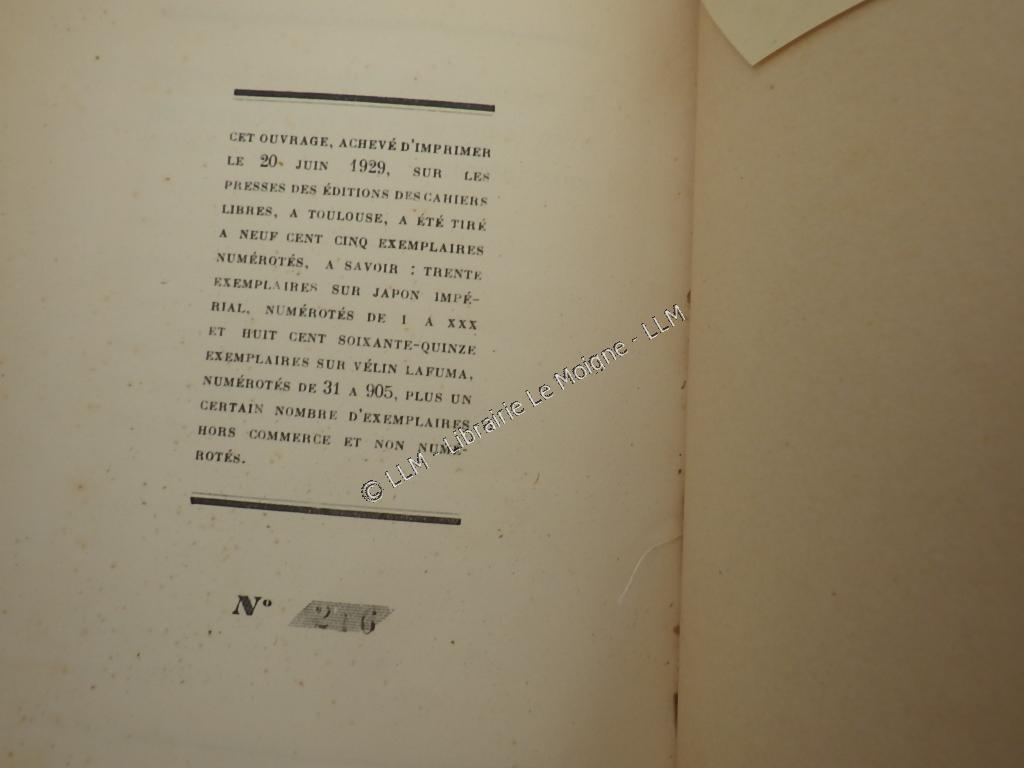 CET OUVRAGE, ACHEVÉ D'IMPRIMER
LE 20 JUIN 1929, SUR LES
PRESSES DES ÉDITIONS DES CAHIERS
LIBRES, A TOULOUSE, A ÉTÉ TIRÉ
A NEUF CENT CINQ EXEMPLAIRES
NUMÉROTÉS, A SAVOIR : TRENTE
EXEMPLAIRES SUR JAPON IMPÉ-
RIAL, NUMÉROTÉS DE I A XXX
ET HUIT CENT SOIXANTE-QUINZE
EXEMPLAIRES SUR VÉLIN LAFUMA,
NUMÉROTÉS DE 31 A 905, PLUS UN
CERTAIN NOMBRE D'EXEMPLAIRES
HORS COMMERCE ET NON NUMÉ-
ROTÉS.
© LLM - Librairie Le Moigne - LLM
N°